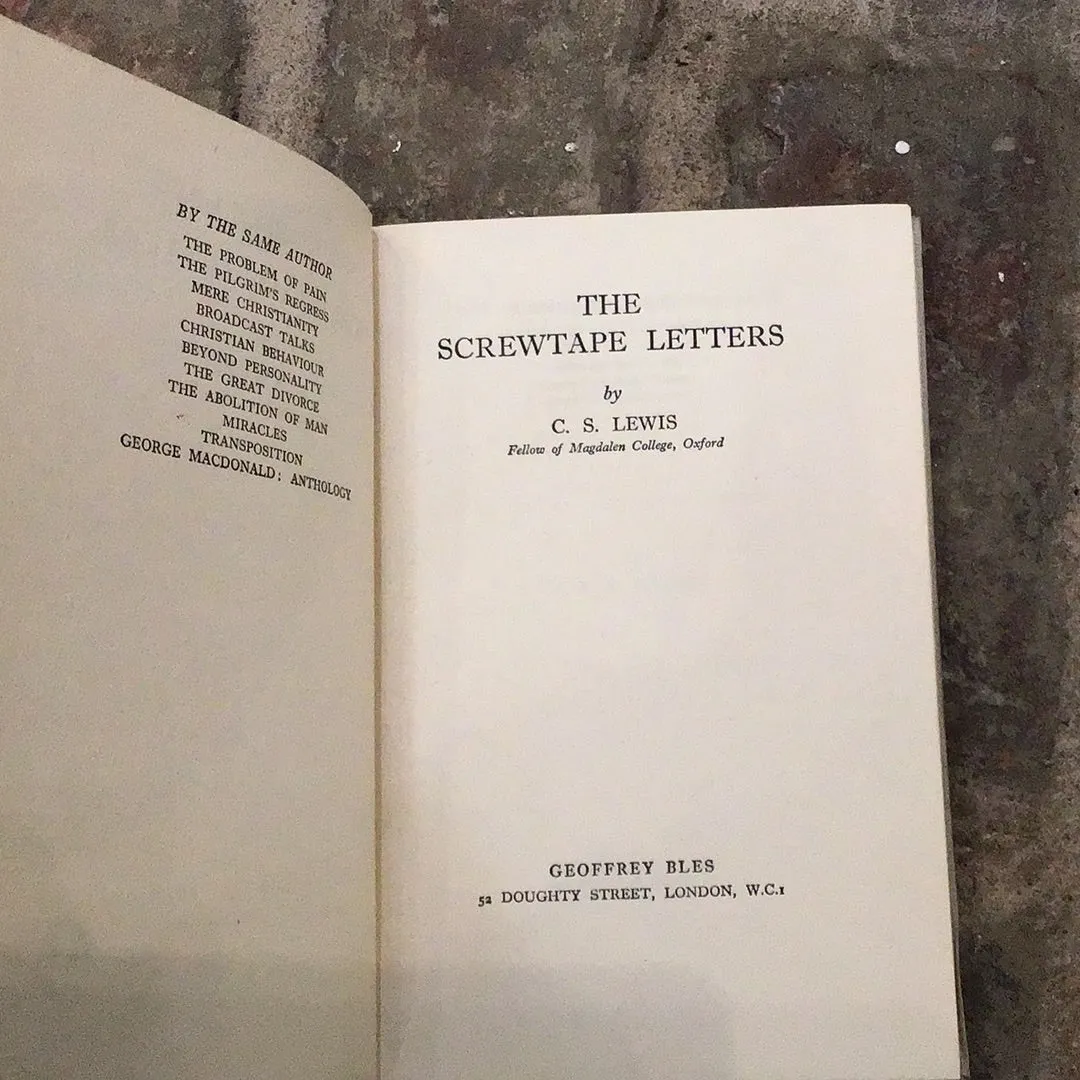 BY THE SAME AUTHOR
THE PROBLEM OF PAIN
THE PILGRIM'S REGRESS
MERE CHRISTIANITY
BROADCAST TALKS
CHRISTIAN BEHAVIOUR
BEYOND PERSONALITY
THE GREAT DIVORCE
THE ABOLITION OF MAN
MIRACLES
TRANSPOSITION
GEORGE MACDONALD: ANTHOLOGY
THE
SCREWTAPE LETTERS
by
C. S. LEWIS
Fellow of Magdalen College, Oxford
GEOFFREY BLES
52 DOUGHTY STREET, LONDON, W.C.1